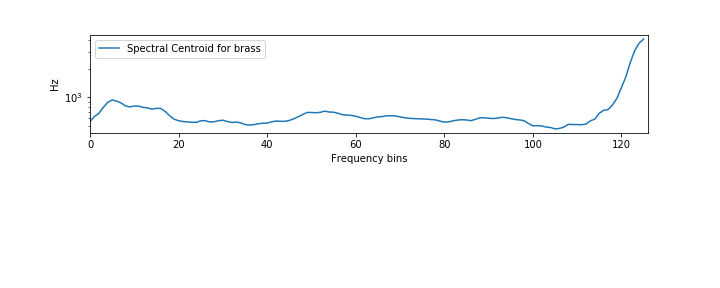 Spectral Centroid for brass
Hz
10³
0 20 40 60 80 100 120
Frequency bins